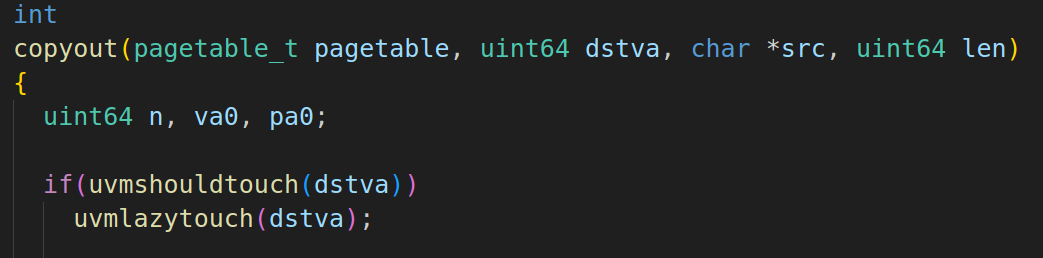 int
copyout(pagetable_t pagetable, uint64 dstva, char *src, uint64 len)
{
  uint64 n, va0, pa0;
  if(uvmshouldtouch(dstva))
    uvmlazytouch(dstva);